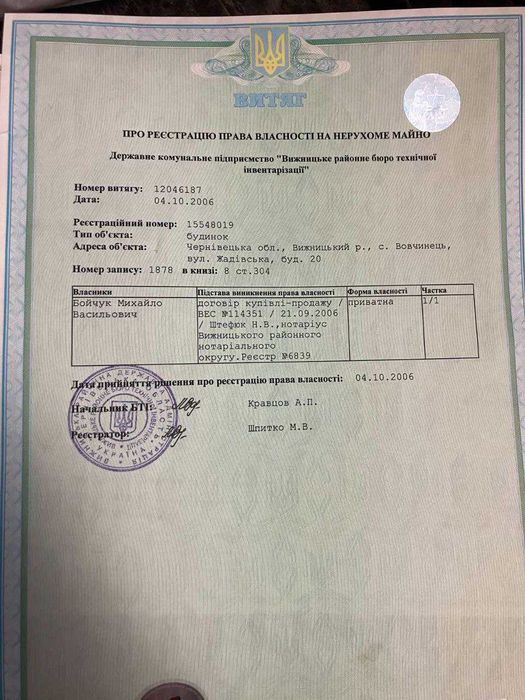 ВИТЯГ
ПРО РЕЄСТРАЦІЮ ПРАВА ВЛАСНОСТІ НА НЕРУХОМЕ МАЙНО
Державне комунальне підприємство "Вижницьке районне бюро технічної
інвентарізації"
Номер витягу: 12046187
Дата: 04.10.2006
Реєстраційний номер: 15548019
Тип об'єкта: будинок
Адреса об'єкта: Чернівецька обл., Вижницький р., с. Вовчинець,
вул. Жадівська, буд. 20
Номер запису: 1878 в книзі: 8 ст.304
Власники Підстава виникнення права власності Форма власності Частка
Бойчук Михайло договір купівлі-продажу / приватна 1/1
Васильович ВЕС №114351 / 21.09.2006
/ Штефюк Н.В.,нотаріус
Вижницького районного
нотаріального
округу.Реєстр №6839
Дата прийняття рішення про реєстрацію права власності: 04.10.2006
Начальник БТІ: Кравцов А.П.
Реєстратор: Шпитко М.В.
УКРАЇНА